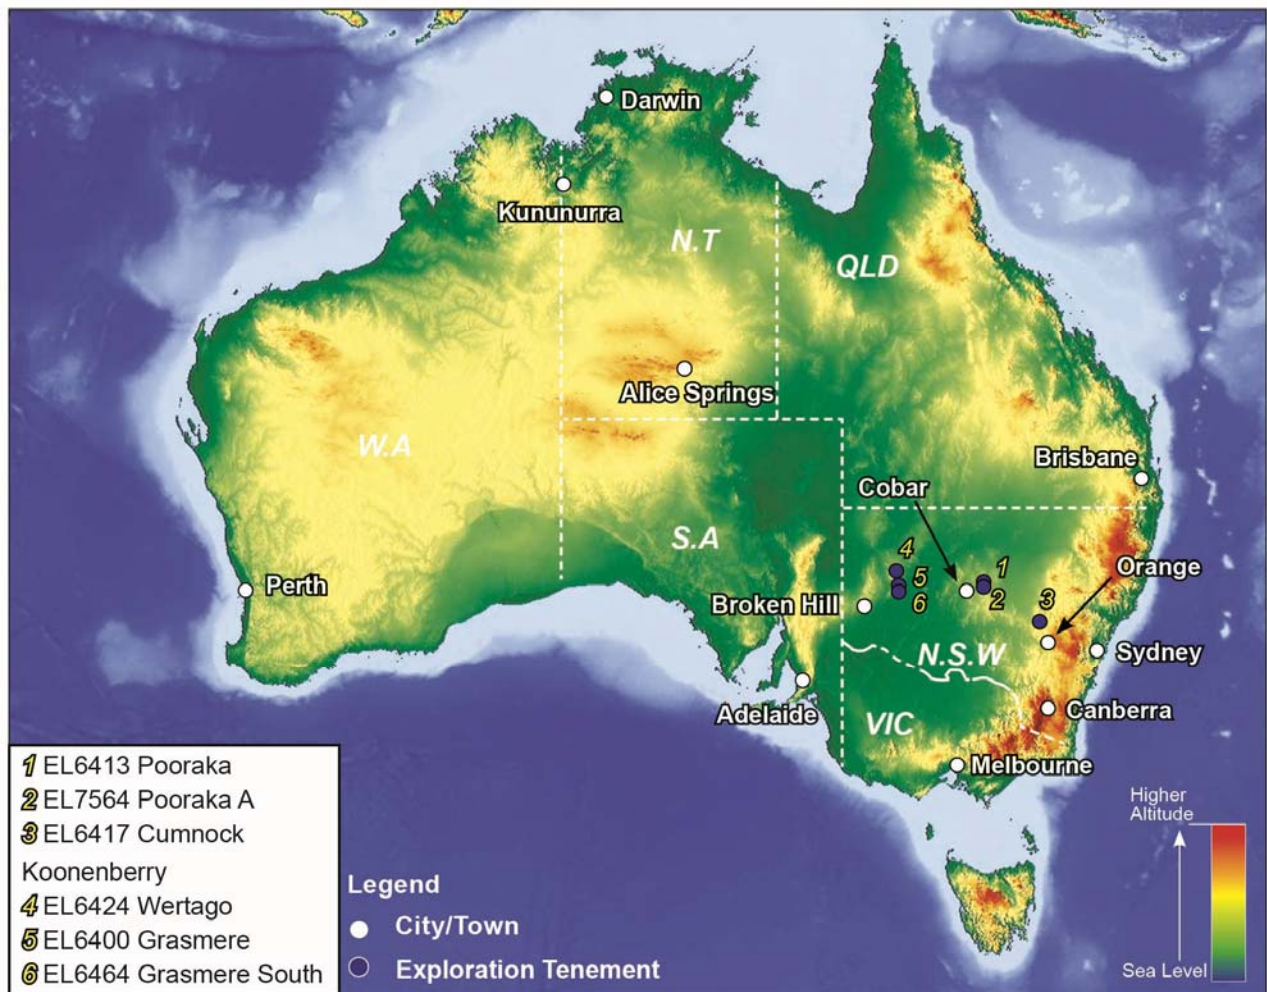 Darwin
Kununurra
N.T
QLD
Alice Springs
W.A
Brisbane
Cobar
S.A
4
1
Orange
5
Perth
Broken Hill
6
2
3
N.S.W
Sydney
Adelaide
VIC
Canberra
Melbourne
1 EL6413 Pooraka
2 EL7564 Pooraka A
3 EL6417 Cumnock
Koonenberry
4 EL6424 Wertago
5 EL6400 Grasmere
6 EL6464 Grasmere South
Legend
City/Town
Exploration Tenement
Higher
Altitude
Sea Level